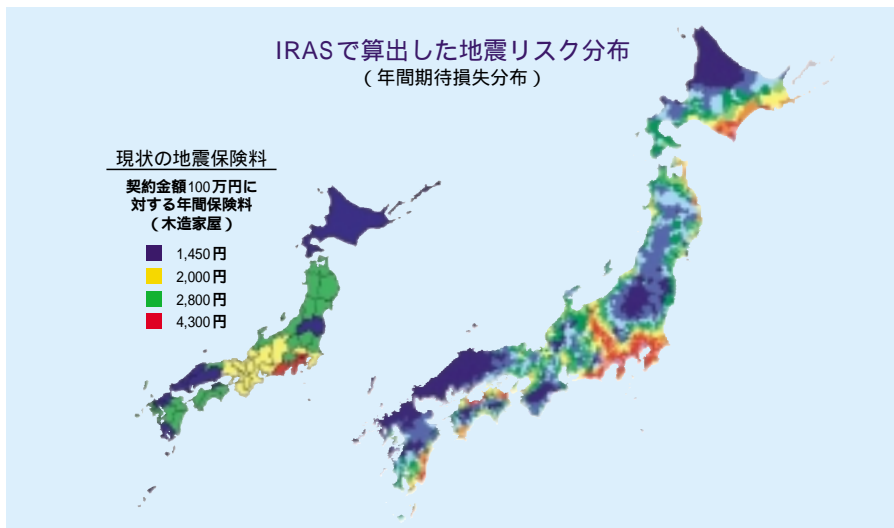 IRASで算出した地震リスク分布
(年間期待損失分布)
現状の地震保険料
契約金額100万円に
対する年間保険料
(木造家屋)
1,450円
2,000円
2,800円
4,300円